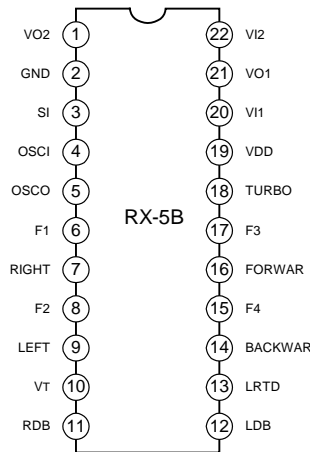 VO2 1 22 VI2
GND 2 21 VO1
SI 3 20 VI1
OSCI 4 19 VDD
OSCO 5 18 TURBO
RX-5B
F1 6 17 F3
RIGHT 7 16 FORWAR
F2 8 15 F4
LEFT 9 14 BACKWAR
VT 10 13 LRTD
RDB 11 12 LDB